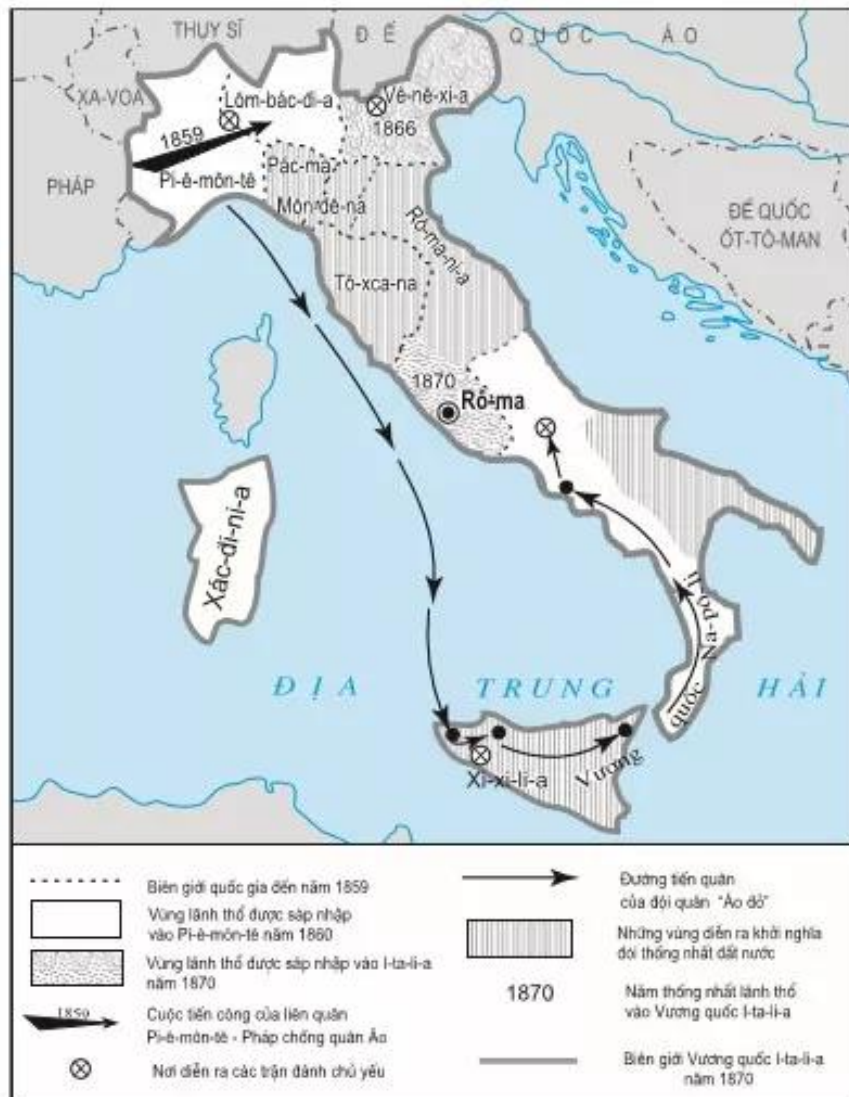 THUỴ SĨ
ĐẾ QUỐC ÁO
XA-VOA
Lôm-bác-đi-a
Vê-nê-xi-a
1866
1859
Pi-ê-môn-tê
Pác-ma
PHÁP
Môn-đê-na
Rô-ma-ni-a
ĐẾ QUỐC
ỐT-TÔ-MAN
Tô-xca-na
1870
Rô-ma
Xác-đi-ni-a
ĐỊA TRUNG HẢI
Vương quốc Na-pô-li
Xi-xi-li-a
Biên giới quốc gia đến năm 1859
Vùng lãnh thổ được sáp nhập
vào Pi-ê-môn-tê năm 1860
Vùng lãnh thổ được sáp nhập vào I-ta-li-a
năm 1870
1859
Cuộc tiến công của liên quân
Pi-ê-môn-tê - Pháp chống quân Áo
Nơi diễn ra các trận đánh chủ yếu
Đường tiến quân
của đội quân "Áo đỏ"
Những vùng diễn ra khởi nghĩa
đòi thống nhất đất nước
1870
Năm thống nhất lãnh thổ
vào Vương quốc I-ta-li-a
Biên giới Vương quốc I-ta-li-a
năm 1870